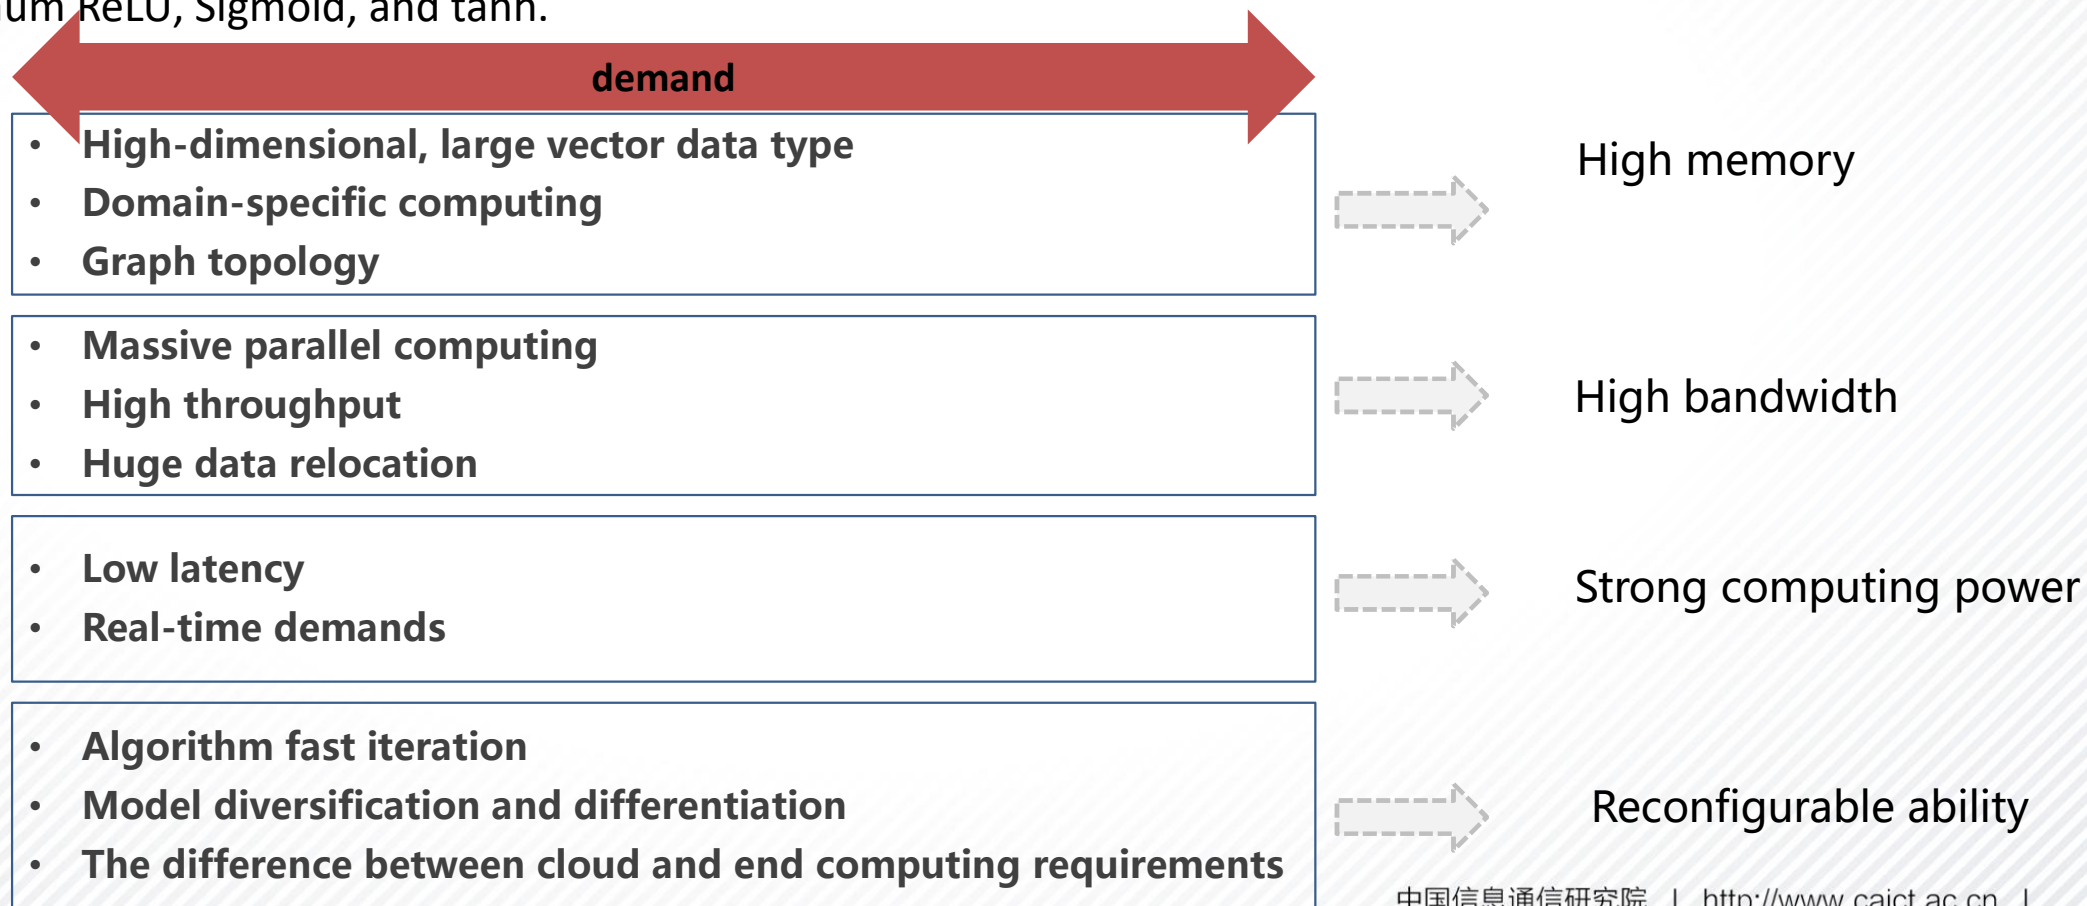 ReLU, Sigmoid, and tanh.
demand
• High-dimensional, large vector data type
• Domain-specific computing
• Graph topology
High memory
• Massive parallel computing
• High throughput
• Huge data relocation
High bandwidth
• Low latency
• Real-time demands
Strong computing power
• Algorithm fast iteration
• Model diversification and differentiation
• The difference between cloud and end computing requirements
Reconfigurable ability
中国信息通信研究院 | http://www.caict.ac.cn |